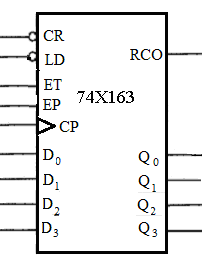 CR
LD
RCO
ET
EP
74X163
CP
D0 Q0
D1 Q1
D2 Q2
D3 Q3